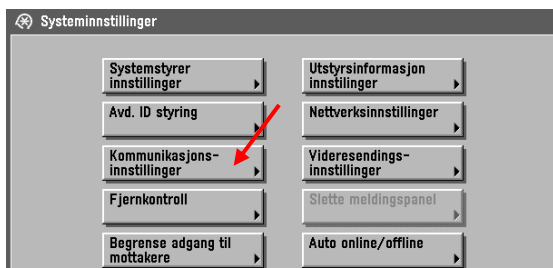 Systeminnstillinger
Systemstyrer
innstillinger
Utstyrsinformasjon
innstilinger
Avd. ID styring
Nettverksinnstillinger
Kommunikasjons-
innstillinger
Videresendings-
innstillinger
Fjernkontroll
Slette meldingspanel
Begrense adgang til
mottakere
Auto online/offline